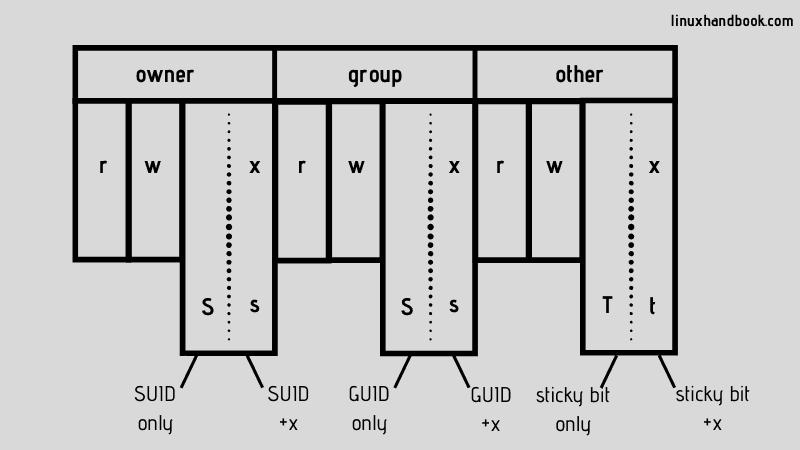 linuxhandbook.com
owner group other
r w x r w x r w x
S s S s T t
SUID SUID GUID GUID sticky bit sticky bit
only +x only +x only +x